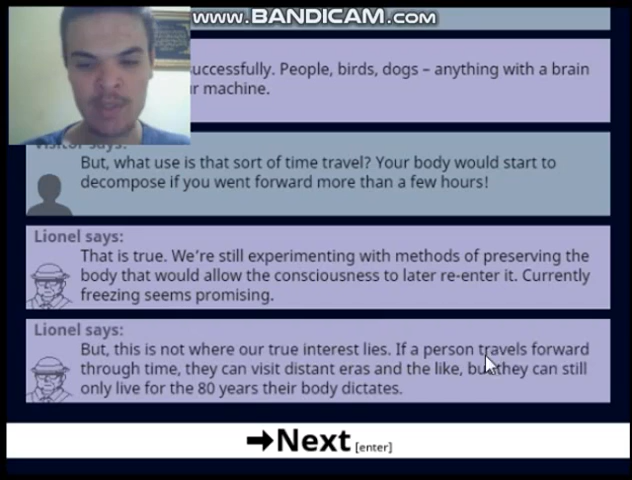 www.BANDICAM.com
successfully. People, birds, dogs – anything with a brain
machine.
says:
But, what use is that sort of time travel? Your body would start to
decompose if you went forward more than a few hours!
Lionel says:
That is true. We're still experimenting with methods of preserving the
body that would allow the consciousness to later re-enter it. Currently
freezing seems promising.
Lionel says:
But, this is not where our true interest lies. If a person travels forward
through time, they can visit distant eras and the like, but they can still
only live for the 80 years their body dictates.
➡Next [enter]